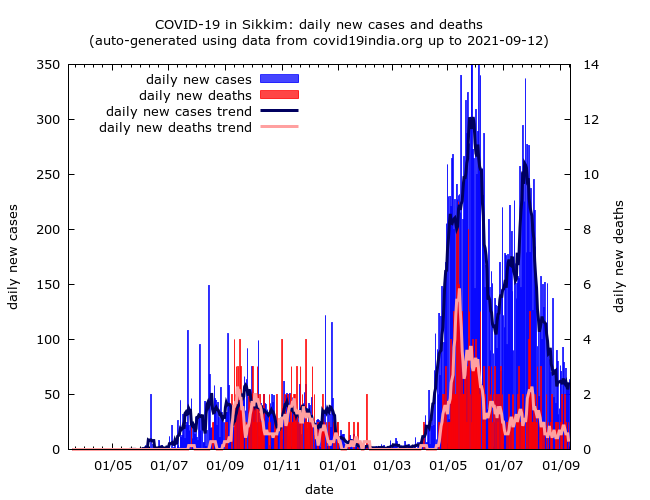 COVID-19 in Sikkim: daily new cases and deaths
(auto-generated using data from covid19india.org up to 2021-09-12)
daily new cases
daily new deaths
daily new cases trend
daily new deaths trend
350
300
250
200
150
100
50
0
14
12
10
8
6
4
2
0
daily new cases
daily new deaths
01/05 01/07 01/09 01/11 01/01 01/03 01/05 01/07 01/09
date